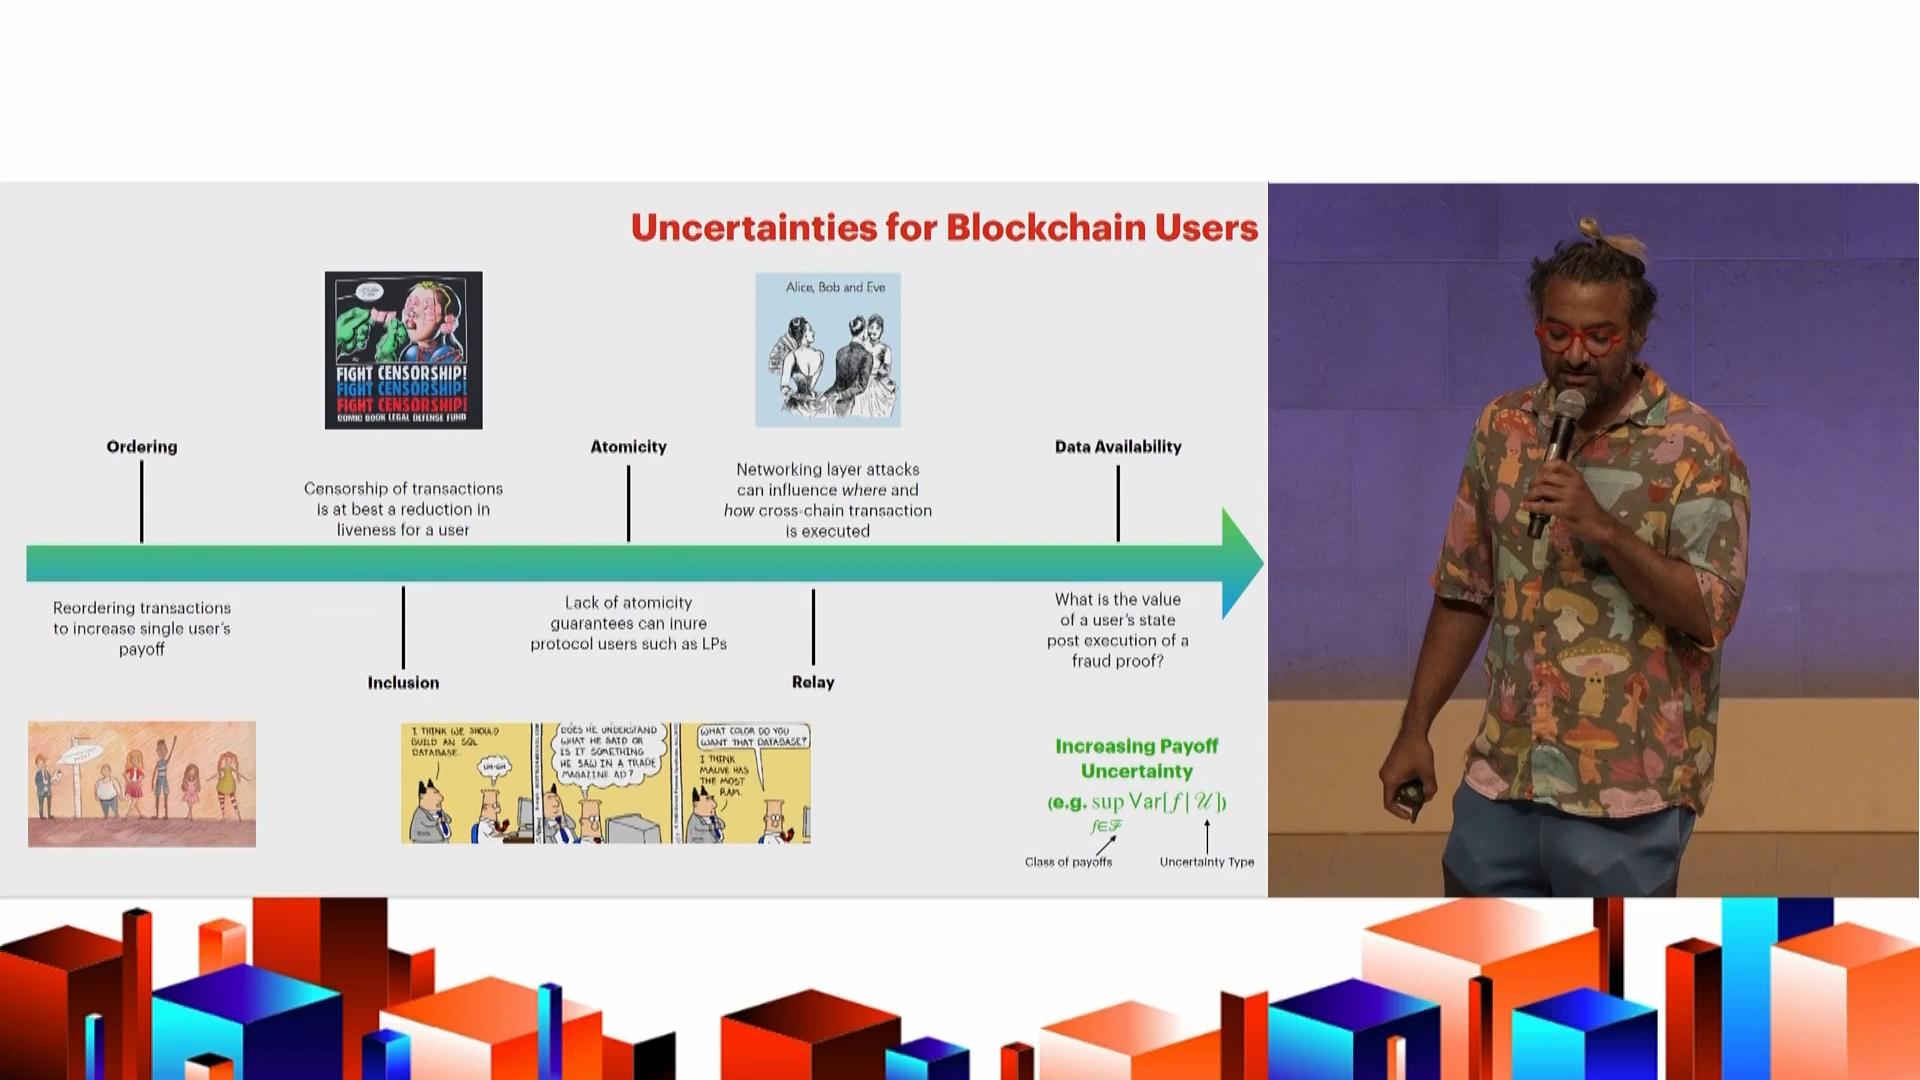 Uncertainties for Blockchain Users
FIGHT CENSORSHIP!
FIGHT CENSORSHIP!
FIGHT CENSORSHIP!
COMIC BOOK LEGAL DEFENSE FUND
Alice, Bob and Eve
Ordering
Atomicity
Data Availability
Censorship of transactions
is at best a reduction in
liveness for a user
Networking layer attacks
can influence where and
how cross-chain transaction
is executed
Reordering transactions
to increase single user's
payoff
Lack of atomicity
guarantees can inure
protocol users such as LPs
What is the value
of a user's state
post execution of a
fraud proof?
Inclusion
Relay
I THINK WE SHOULD
BUILD AN SQL
DATABASE.
UH-OH
DOES HE UNDERSTAND
WHAT HE SAID OR
IS IT SOMETHING
HE SAW IN A TRADE
MAGAZINE AD?
WHAT COLOR DO YOU
WANT THAT DATABASE?
I THINK
MAUVE HAS
THE MOST
RAM.
Increasing Payoff
Uncertainty
(e.g. sup Var[f | 𝒰])
f∈ℱ
Class of payoffs
Uncertainty Type